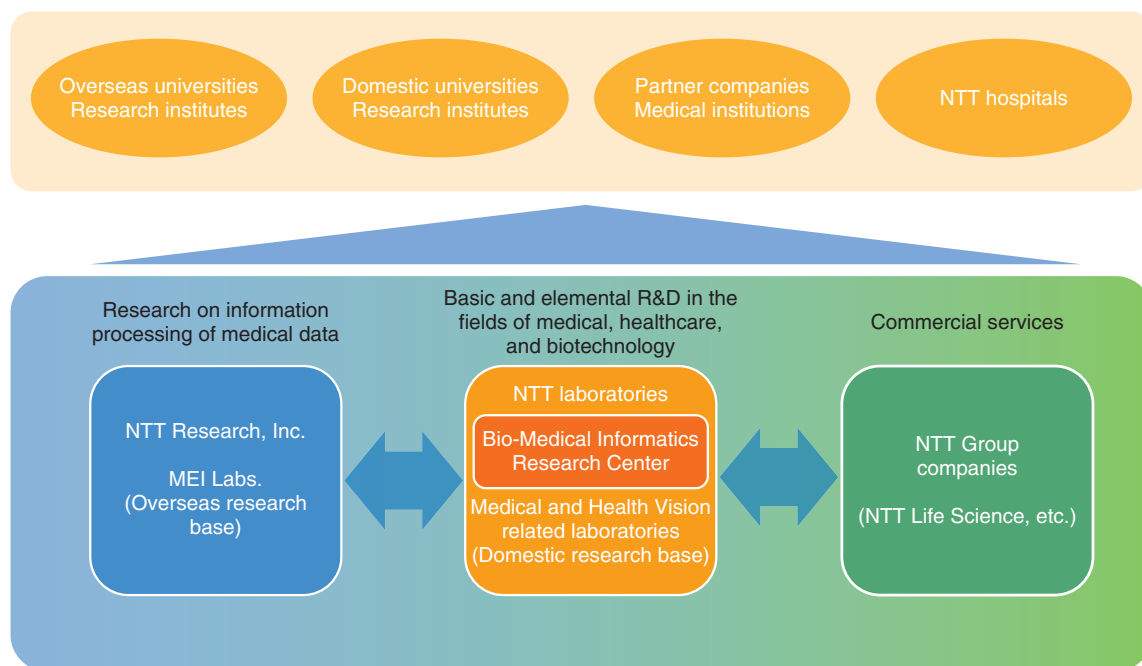 Overseas universities
Research institutes
Domestic universities
Research institutes
Partner companies
Medical institutions
NTT hospitals
Research on information
processing of medical data
Basic and elemental R&D in the
fields of medical, healthcare,
and biotechnology
Commercial services
NTT Research, Inc.
MEI Labs.
(Overseas research
base)
NTT laboratories
Bio-Medical Informatics
Research Center
Medical and Health Vision
related laboratories
(Domestic research base)
NTT Group
companies
(NTT Life Science, etc.)